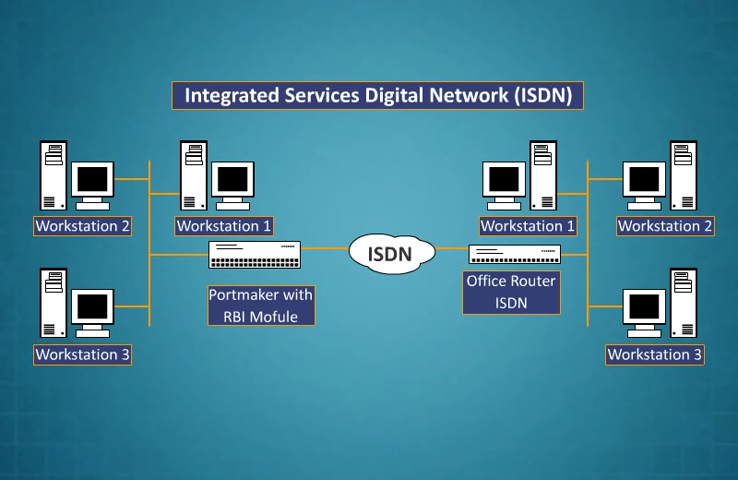 Integrated Services Digital Network (ISDN)
Workstation 2
Workstation 1
Workstation 1
Workstation 2
ISDN
Portmaker with
RBI Mofule
Office Router
ISDN
Workstation 3
Workstation 3